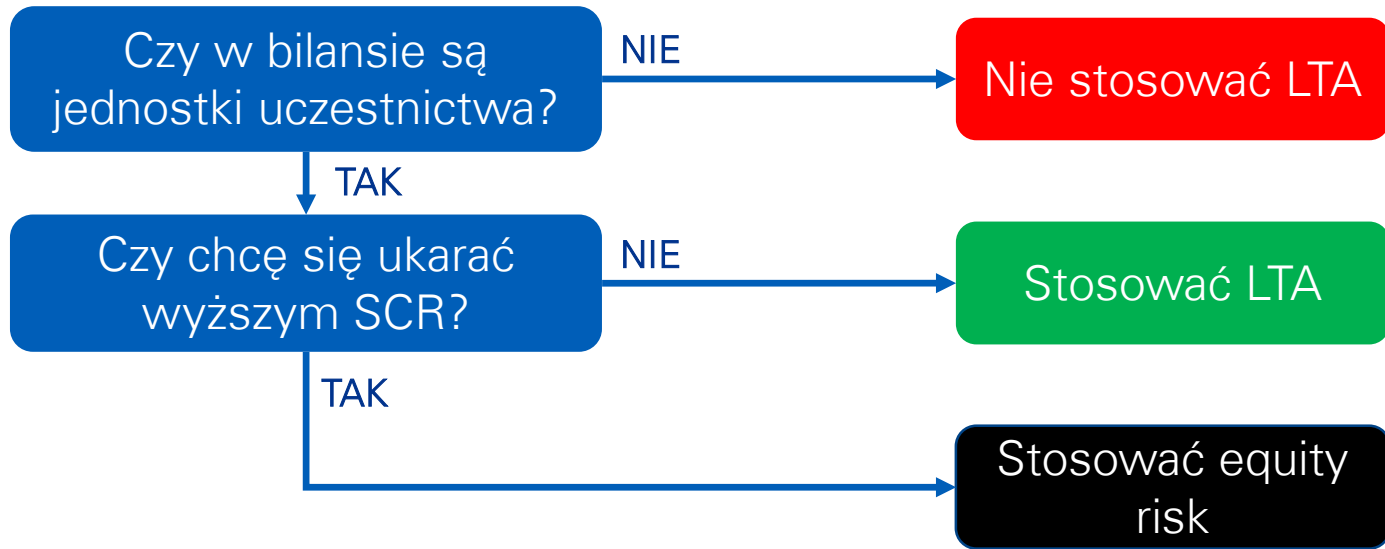 Czy w bilansie są
jednostki uczestnictwa?
NIE
Nie stosować LTA
TAK
Czy chcę się ukarać
wyższym SCR?
NIE
Stosować LTA
TAK
Stosować equity
risk